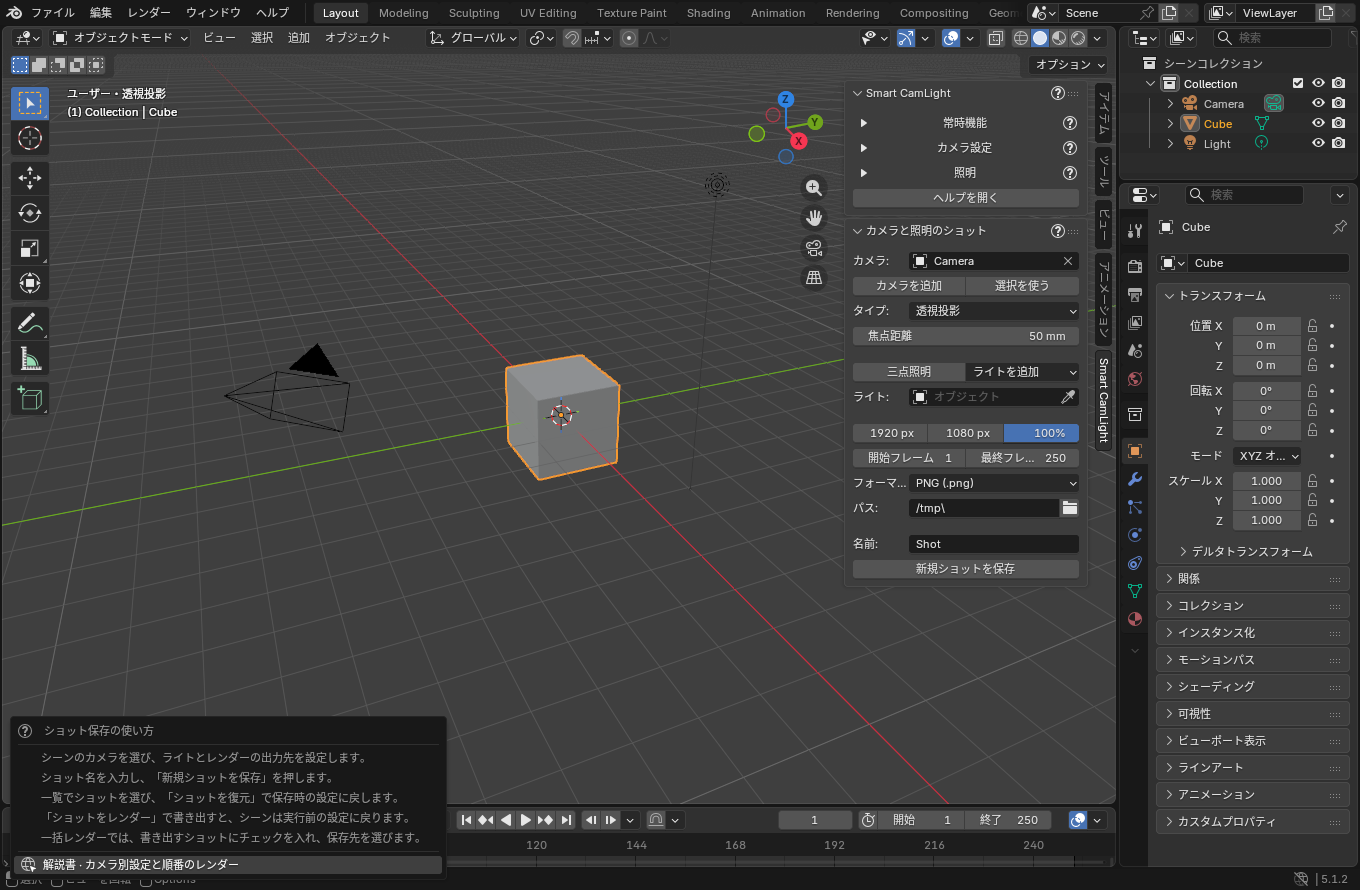 ファイル 編集 レンダー ウィンドウ ヘルプ Layout Modeling Sculpting UV Editing Texture Paint Shading Animation Rendering Compositing Geom Scene ViewLayer
オブジェクトモード ビュー 選択 追加 オブジェクト グローバル
オプション
ユーザー・透視投影
(1) Collection | Cube
Z
Y
X
Smart CamLight
常時機能
カメラ設定
照明
ヘルプを開く
カメラと照明のショット
カメラ: Camera
カメラを追加 選択を使う
タイプ: 透視投影
焦点距離 50 mm
三点照明 ライトを追加
ライト: オブジェクト
1920 px 1080 px 100%
開始フレーム 1 最終フレ... 250
フォーマ... PNG (.png)
パス: /tmp\
名前: Shot
新規ショットを保存
アイテム
ツール
ビュー
アニメーション
Smart CamLight
検索
シーンコレクション
Collection
Camera
Cube
Light
検索
Cube
Cube
トランスフォーム
位置 X 0 m
Y 0 m
Z 0 m
回転 X 0°
Y 0°
Z 0°
モード XYZ オ...
スケール X 1.000
Y 1.000
Z 1.000
デルタトランスフォーム
関係
コレクション
インスタンス化
モーションパス
シェーディング
可視性
ビューポート表示
ラインアート
アニメーション
カスタムプロパティ
ショット保存の使い方
シーンのカメラを選び、ライトとレンダーの出力先を設定します。
ショット名を入力し、「新規ショットを保存」を押します。
一覧でショットを選び、「ショットを復元」で保存時の設定に戻します。
「ショットをレンダー」で書き出すと、シーンは実行前の設定に戻ります。
一括レンダーでは、書き出すショットにチェックを入れ、保存先を選びます。
解説書 · カメラ別設定と順番のレンダー
1 開始 1 終了 250
120 144 168 192 216 240
選択 ビューを回転 Options
5.1.2